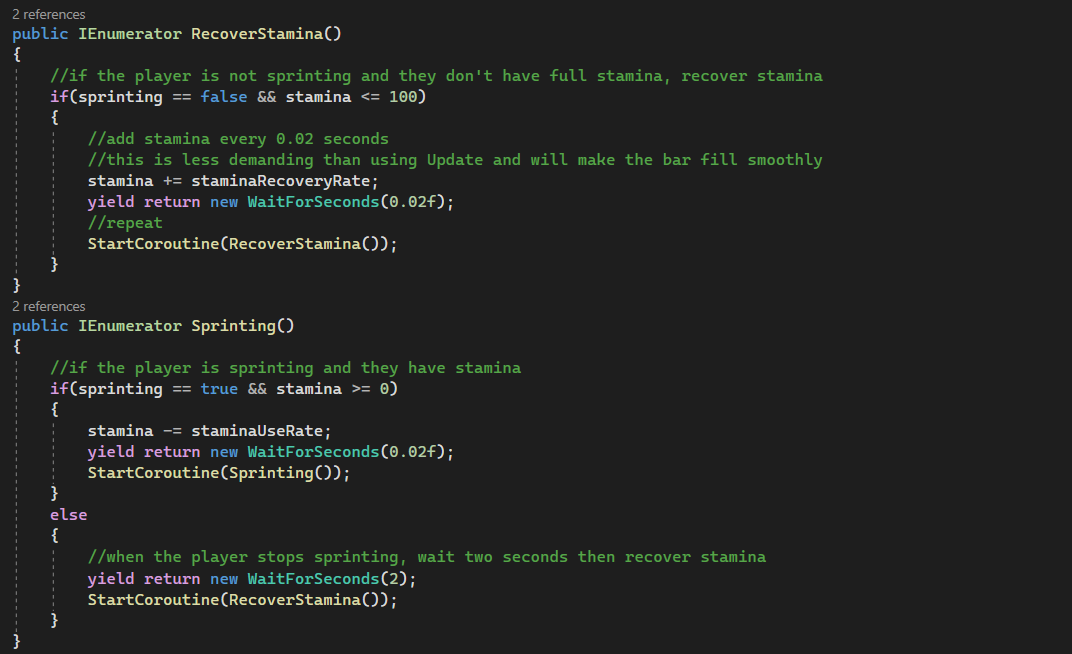 2 references
public IEnumerator RecoverStamina()
{
    //if the player is not sprinting and they don't have full stamina, recover stamina
    if(sprinting == false && stamina <= 100)
    {
        //add stamina every 0.02 seconds
        //this is less demanding than using Update and will make the bar fill smoothly
        stamina += staminaRecoveryRate;
        yield return new WaitForSeconds(0.02f);
        //repeat
        StartCoroutine(RecoverStamina());
    }
}
2 references
public IEnumerator Sprinting()
{
    //if the player is sprinting and they have stamina
    if(sprinting == true && stamina >= 0)
    {
        stamina -= staminaUseRate;
        yield return new WaitForSeconds(0.02f);
        StartCoroutine(Sprinting());
    }
    else
    {
        //when the player stops sprinting, wait two seconds then recover stamina
        yield return new WaitForSeconds(2);
        StartCoroutine(RecoverStamina());
    }
}